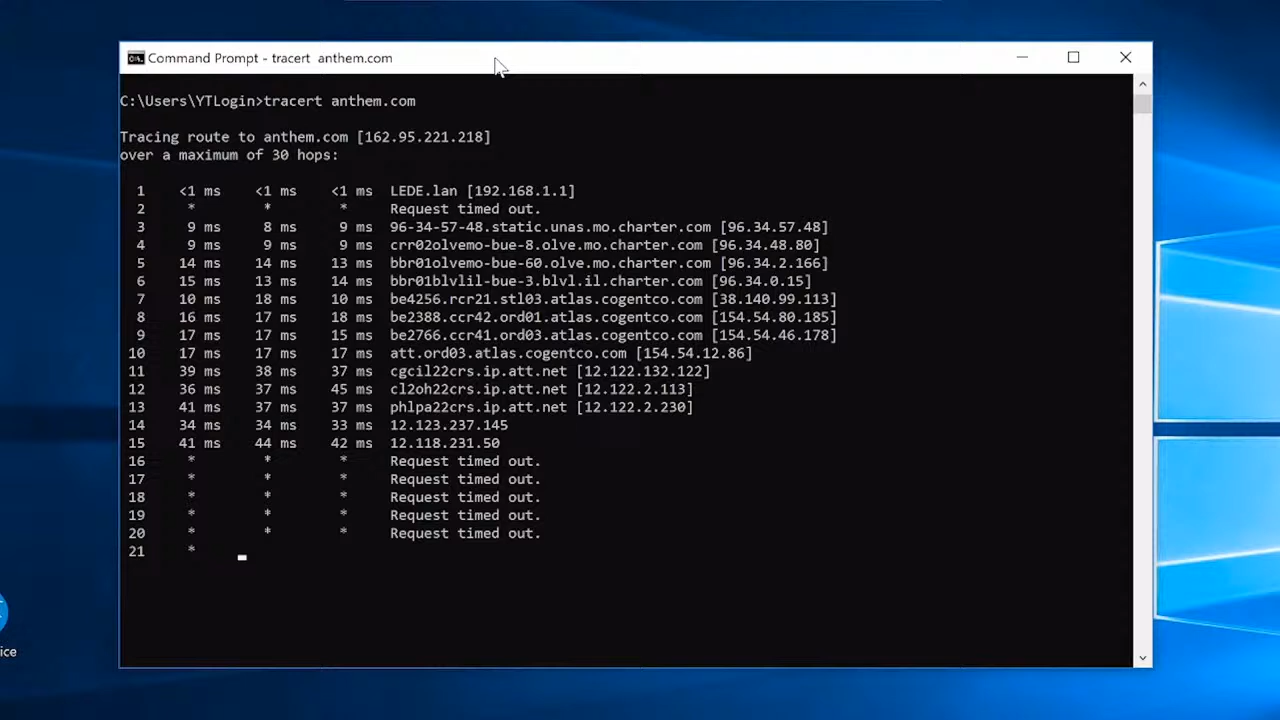 Command Prompt - tracert  anthem.com
C:\Users\YTLogin>tracert anthem.com
Tracing route to anthem.com [162.95.221.218]
over a maximum of 30 hops:
1    <1 ms    <1 ms    <1 ms  LEDE.lan [192.168.1.1]
2     *        *        *     Request timed out.
3     9 ms     8 ms     9 ms  96-34-57-48.static.unas.mo.charter.com [96.34.57.48]
4     9 ms     9 ms     9 ms  crr02olvemo-bue-8.olve.mo.charter.com [96.34.48.80]
5    14 ms    14 ms    13 ms  bbr01olvemo-bue-60.olve.mo.charter.com [96.34.2.166]
6    15 ms    13 ms    14 ms  bbr01blvlil-bue-3.blvl.il.charter.com [96.34.0.15]
7    10 ms    18 ms    10 ms  be4256.rcr21.stl03.atlas.cogentco.com [38.140.99.113]
8    16 ms    17 ms    18 ms  be2388.ccr42.ord01.atlas.cogentco.com [154.54.80.185]
9    17 ms    17 ms    15 ms  be2766.ccr41.ord03.atlas.cogentco.com [154.54.46.178]
10    17 ms    17 ms    17 ms  att.ord03.atlas.cogentco.com [154.54.12.86]
11    39 ms    38 ms    37 ms  cgcil22crs.ip.att.net [12.122.132.122]
12    36 ms    37 ms    45 ms  cl2oh22crs.ip.att.net [12.122.2.113]
13    41 ms    37 ms    37 ms  phlpa22crs.ip.att.net [12.122.2.230]
14    34 ms    34 ms    33 ms  12.123.237.145
15    41 ms    44 ms    42 ms  12.118.231.50
16     *        *        *     Request timed out.
17     *        *        *     Request timed out.
18     *        *        *     Request timed out.
19     *        *        *     Request timed out.
20     *        *        *     Request timed out.
21     *
ice